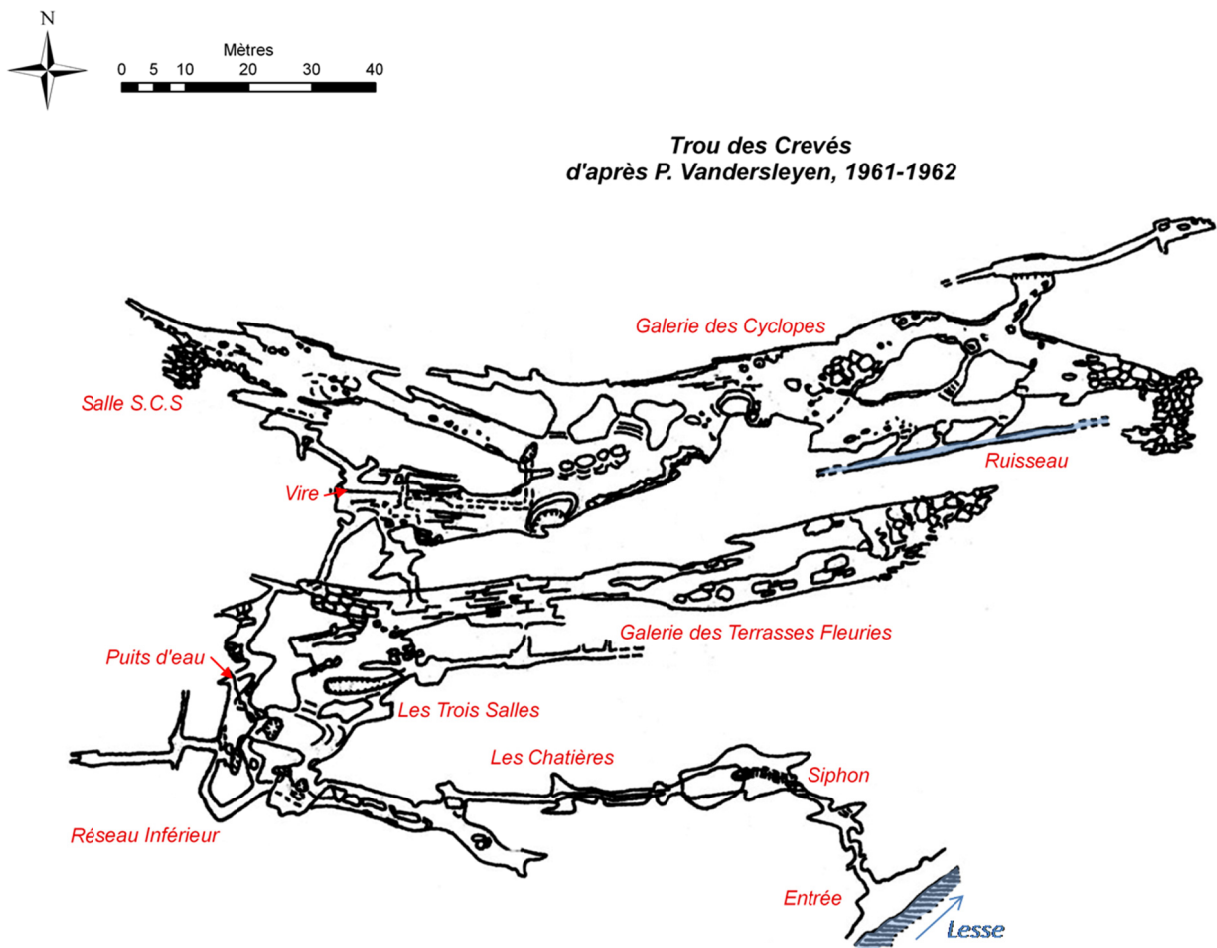 N
Mètres
0 5 10 20 30 40
Trou des Crevés
d'après P. Vandersleyen, 1961-1962
Galerie des Cyclopes
Salle S.C.S
Ruisseau
Vire
Galerie des Terrasses Fleuries
Puits d'eau
Les Trois Salles
Les Chatières
Siphon
Réseau Inférieur
Entrée
Lesse